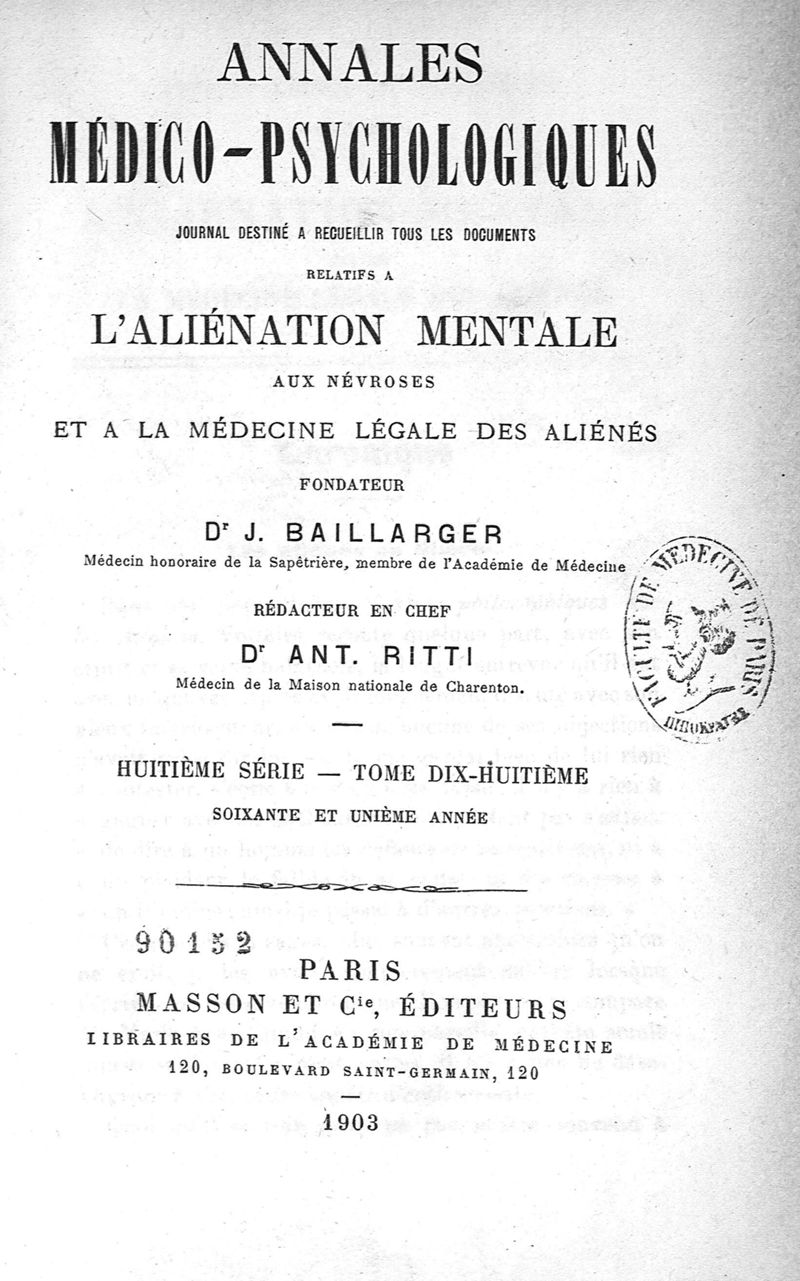 ANNALES
MÉDICO-PSYCHOLOGIQUES
JOURNAL DESTINÉ A RECUEILLIR TOUS LES DOCUMENTS
RELATIFS A
L'ALIÉNATION MENTALE
AUX NÉVROSES
ET A LA MÉDECINE LÉGALE DES ALIÉNÉS
FONDATEUR
Dr J. BAILLARGER
Médecin honoraire de la Sapêtrière, membre de l'Académie de Médecine
RÉDACTEUR EN CHEF
Dr ANT. RITTI
Médecin de la Maison nationale de Charenton.
FACULTÉ DE MEDECINE DE PARIS
HUITIÈME SÉRIE — TOME DIX-HUITIÈME
SOIXANTE ET UNIÈME ANNÉE
90152
PARIS
MASSON ET Cie, ÉDITEURS
LIBRAIRES DE L'ACADÉMIE DE MÉDECINE
120, BOULEVARD SAINT-GERMAIN, 120
1903